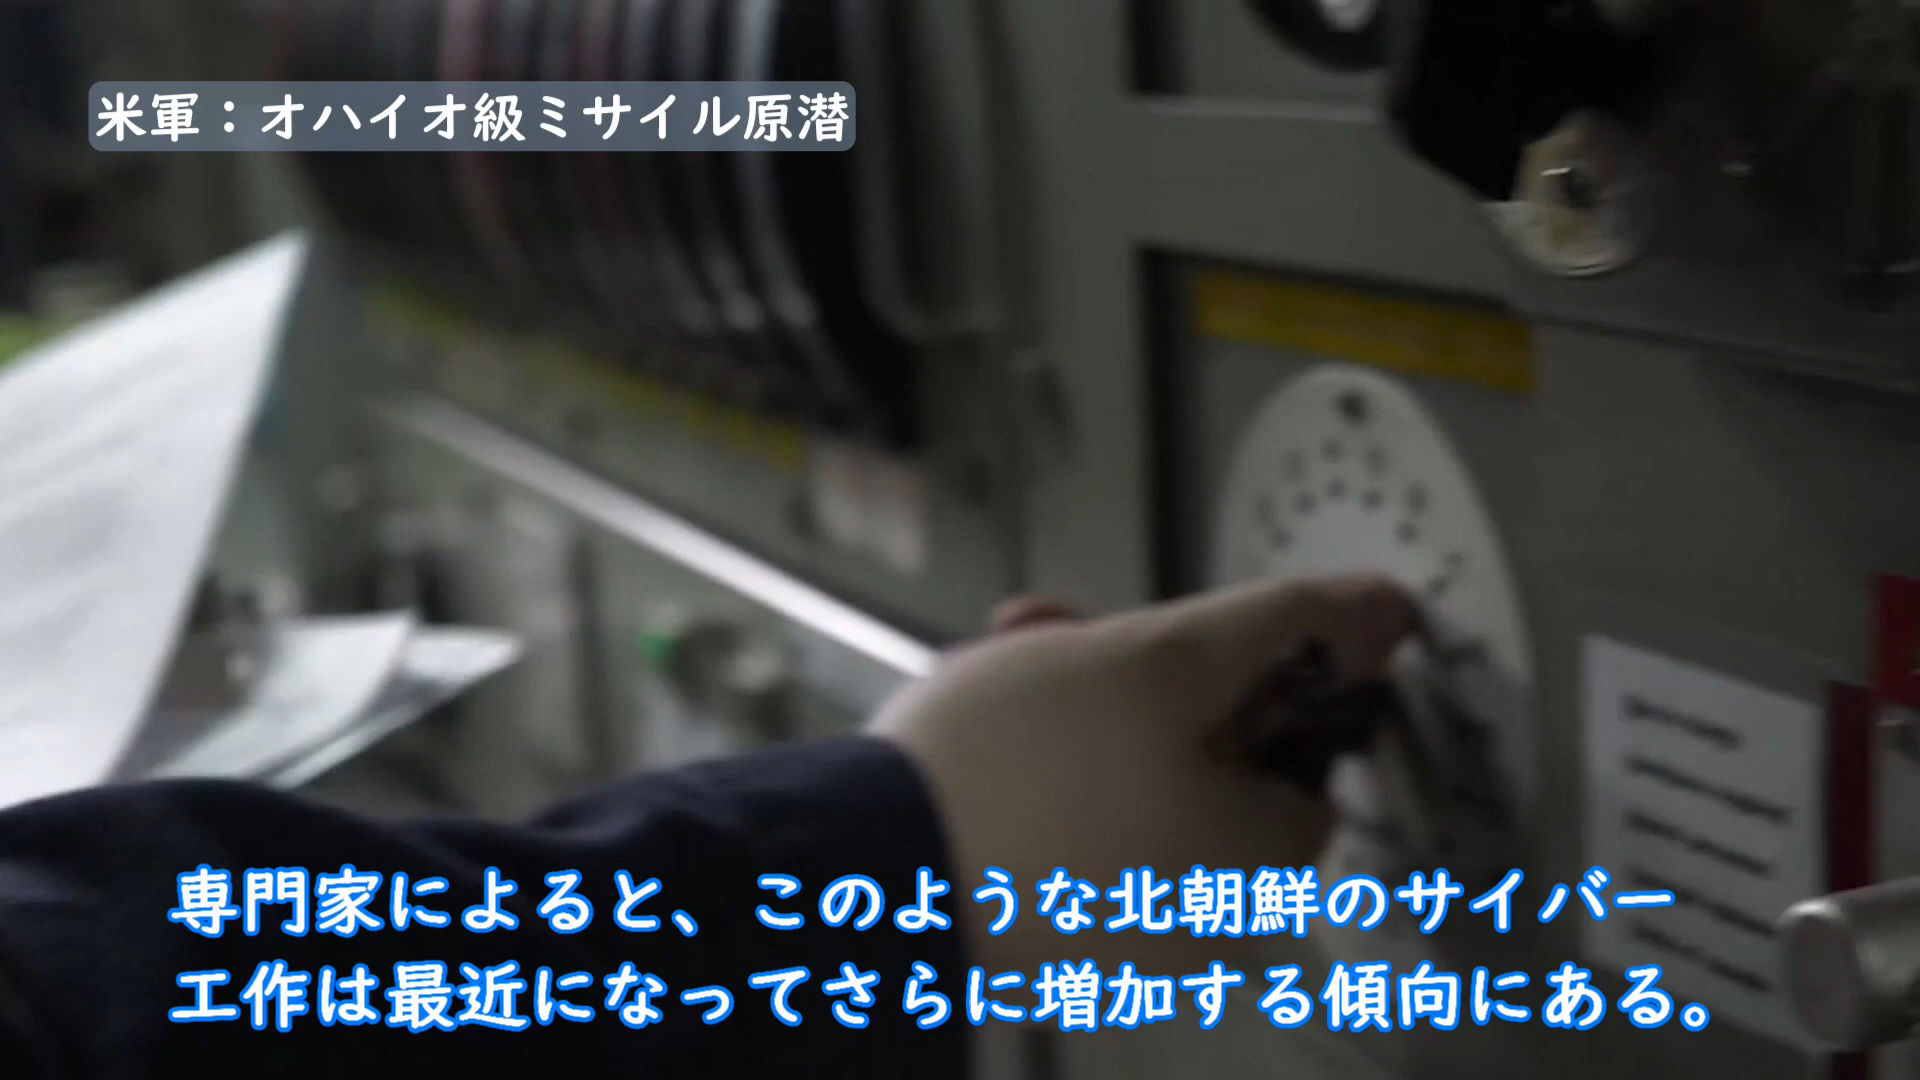 米軍：オハイオ級ミサイル原潜
専門家によると、このような北朝鮮のサイバー
工作は最近になってさらに増加する傾向にある。